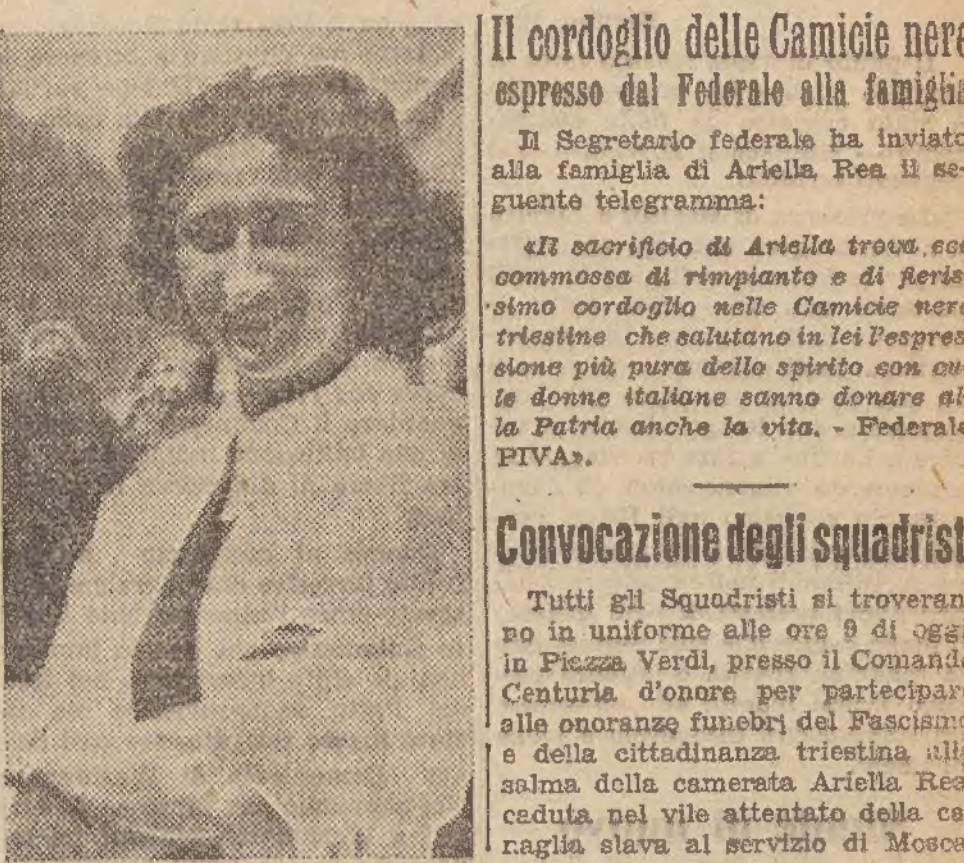 Il cordoglio delle Camicie nere
espresso dal Federale alla famiglia
Il Segretario federale ha inviato
alla famiglia di Ariella Rea il se-
guente telegramma:
«Il sacrificio di Ariella trova eco
commossa di rimpianto e di fieris-
simo cordoglio nelle Camicie nere
triestine che salutano in lei l'espres-
sione più pura dello spirito con cui
le donne italiane sanno donare al-
la Patria anche la vita. - Federale
PIVA».
Convocazione degli squadristi
Tutti gli Squadristi si troveran-
no in uniforme alle ore 9 di oggi
in Piazza Verdi, presso il Comando
Centuria d'onore per partecipare
alle onoranze funebri del Fascismo
e della cittadinanza triestina alla
salma della camerata Ariella Rea
caduta nel vile attentato della ca-
naglia slava al servizio di Mosca